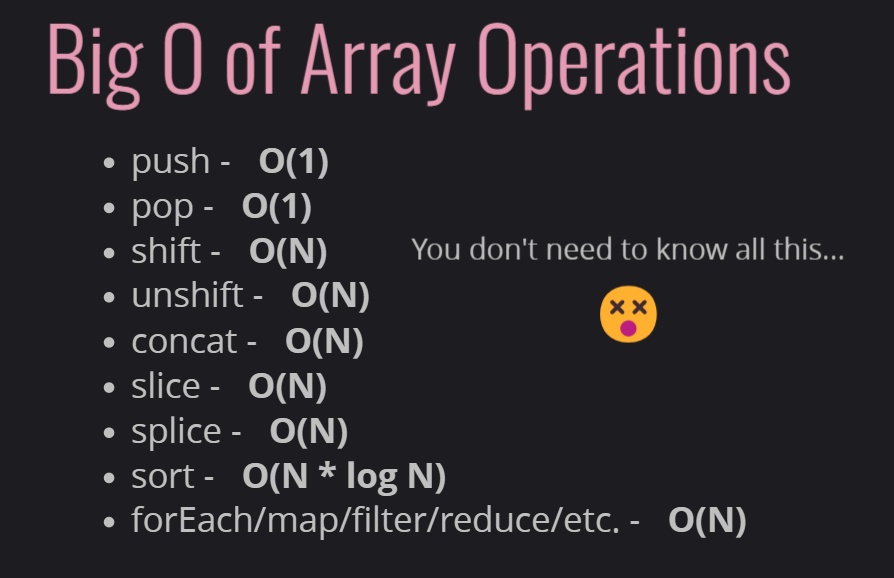 Big O of Array Operations
• push - O(1)
• pop - O(1)
• shift - O(N)
You don't need to know all this...
• unshift - O(N)
• concat - O(N)
• slice - O(N)
• splice - O(N)
• sort - O(N * log N)
• forEach/map/filter/reduce/etc. - O(N)